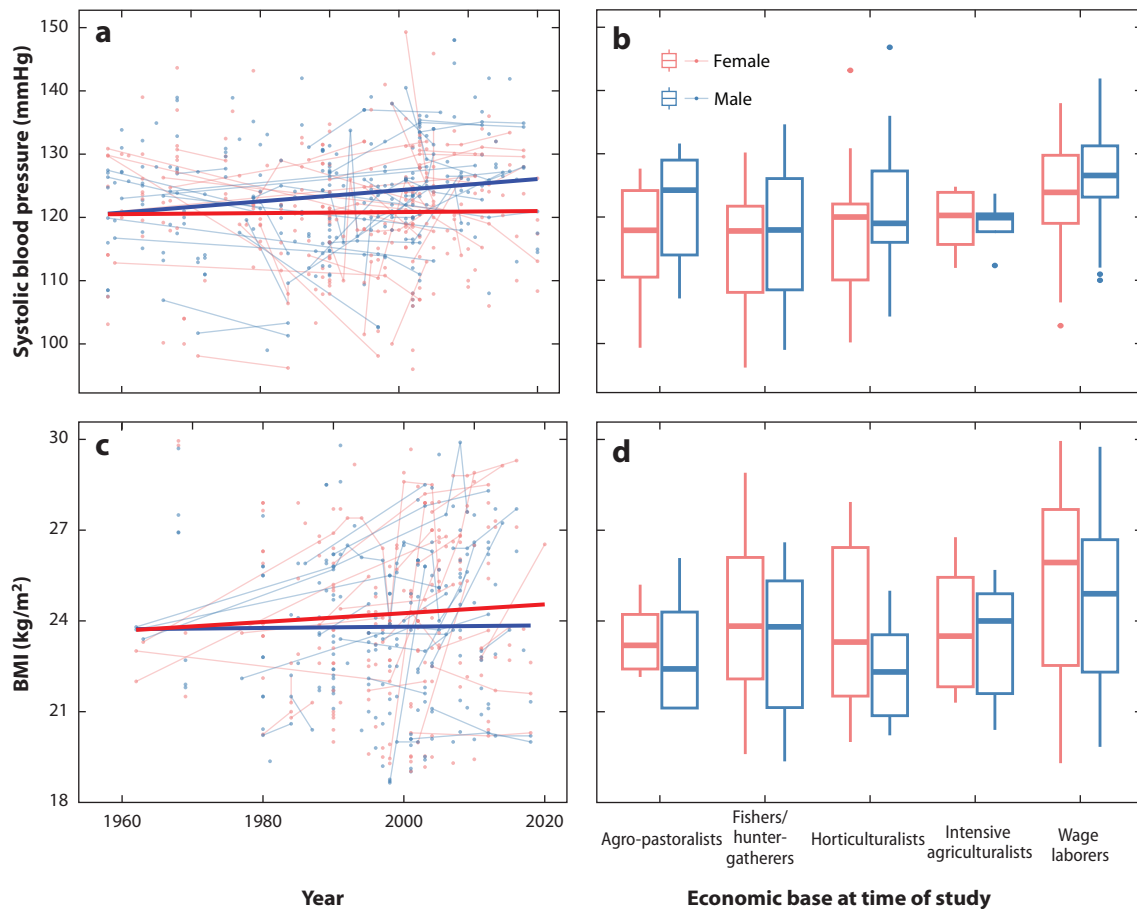 a
Systolic blood pressure (mmHg)
150
140
130
120
110
100
b
Female
Male
c
BMI (kg/m²)
30
27
24
21
18
1960
1980
2000
2020
Year
d
Agro-pastoralists
Fishers/
hunter-
gatherers
Horticulturalists
Intensive
agriculturalists
Wage
laborers
Economic base at time of study